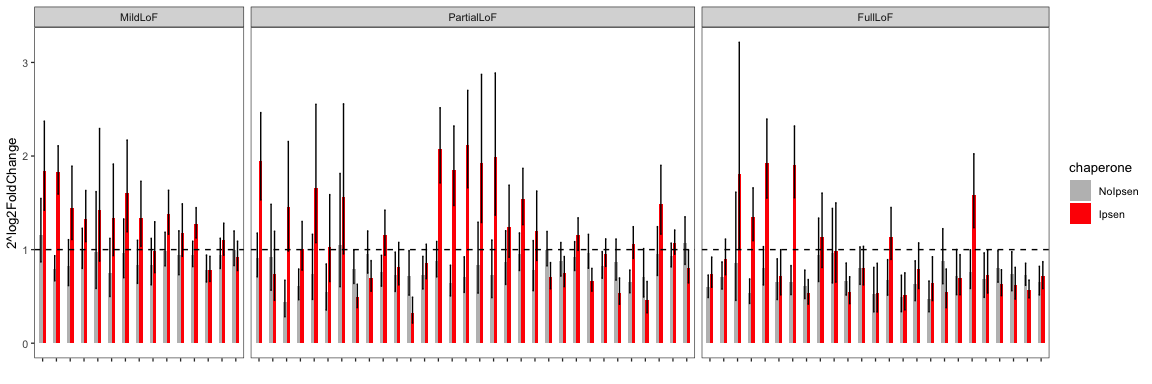 MildLoF
PartialLoF
FullLoF
2^log2FoldChange
3
2
1
0
chaperone
NoIpsen
Ipsen